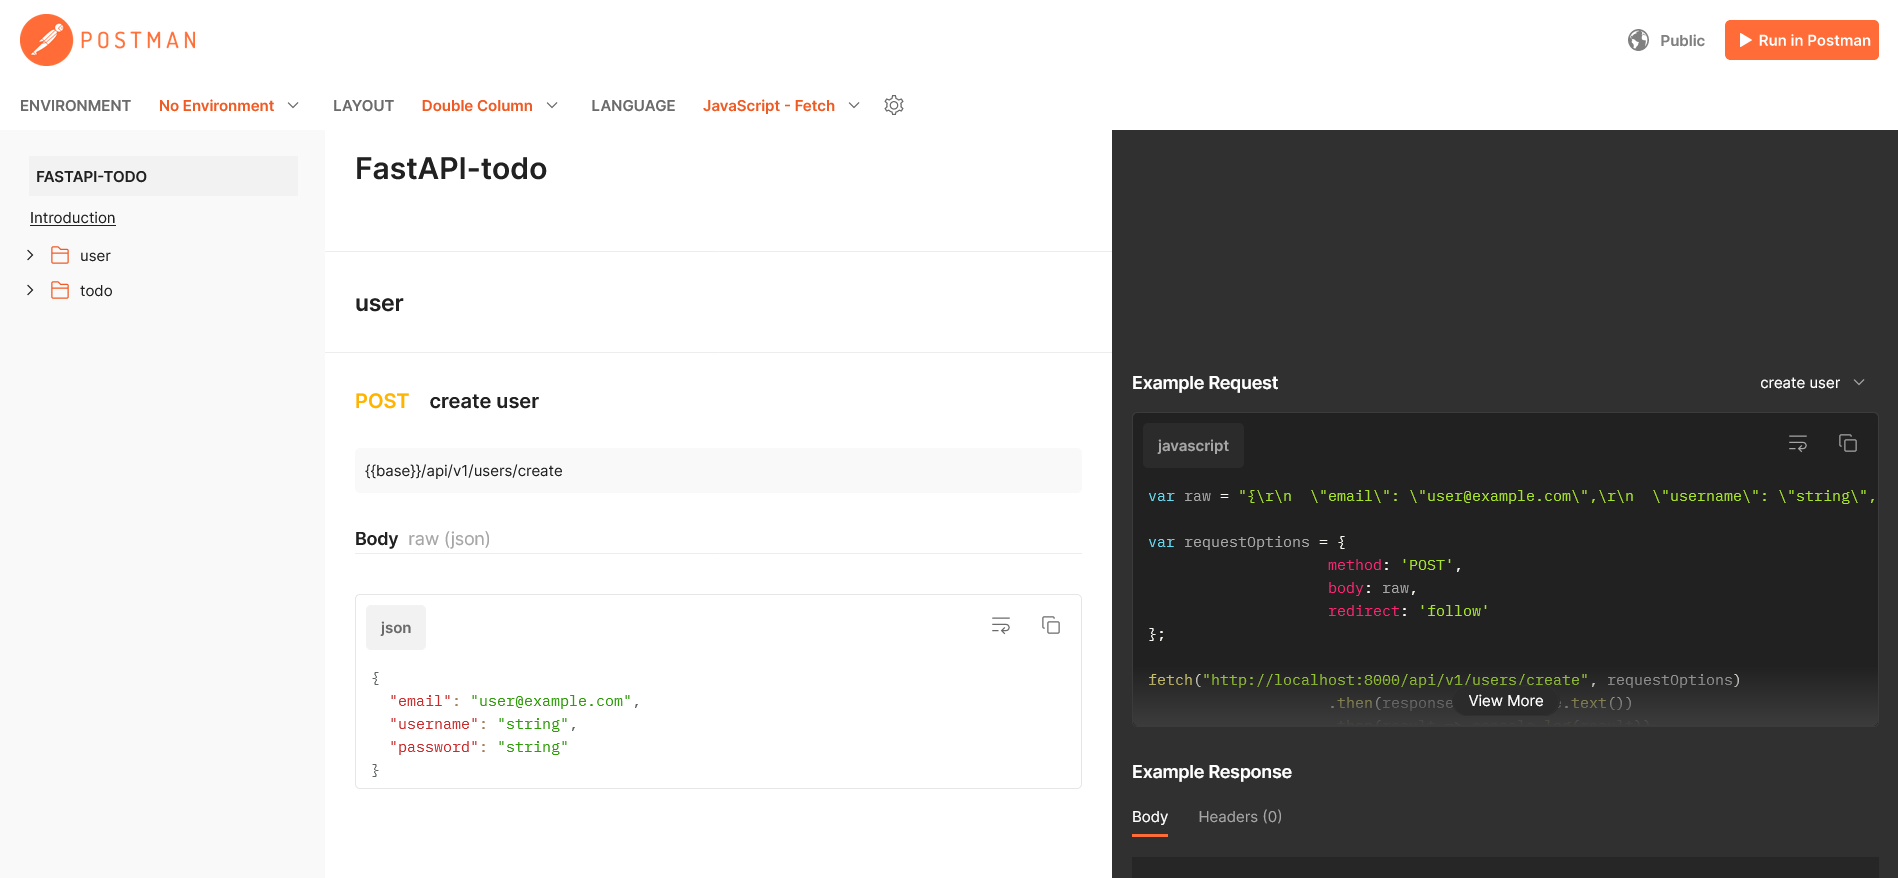 POSTMAN
Public
Run in Postman
ENVIRONMENT No Environment LAYOUT Double Column LANGUAGE JavaScript - Fetch
FASTAPI-TODO
Introduction
user
todo
FastAPI-todo
user
POST create user
{{base}}/api/v1/users/create
Body raw (json)
json
{
"email": "user@example.com",
"username": "string",
"password": "string"
}
Example Request
create user
javascript
var raw = "{\r\n  \"email\": \"user@example.com\",\r\n  \"username\": \"string\",
var requestOptions = {
method: 'POST',
body: raw,
redirect: 'follow'
};
fetch("http://localhost:8000/api/v1/users/create", requestOptions)
.then(response .text())
View More
Example Response
Body Headers (0)